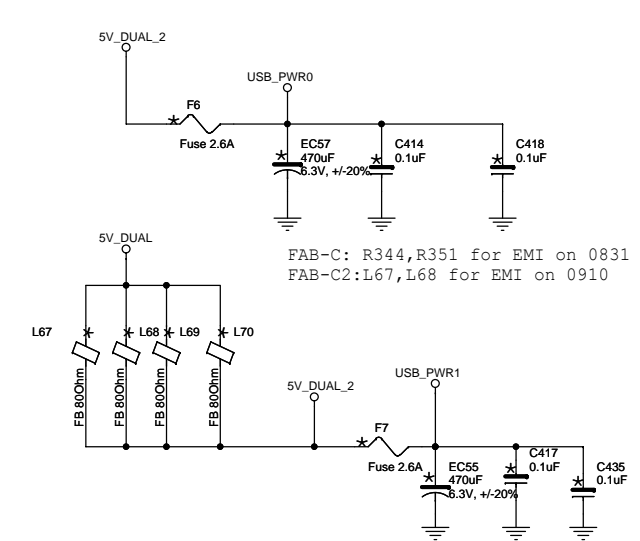 5V_DUAL_2
USB_PWR0
F6
Fuse 2.6A
EC57
470uF
6.3V, +/-20%
C414
0.1uF
C418
0.1uF
FAB-C: R344,R351 for EMI on 0831
FAB-C2:L67,L68 for EMI on 0910
5V_DUAL
L67
L68
L69
L70
FB 80Ohm
FB 80Ohm
FB 80Ohm
FB 80Ohm
5V_DUAL_2
USB_PWR1
F7
Fuse 2.6A
EC55
470uF
6.3V, +/-20%
C417
0.1uF
C435
0.1uF